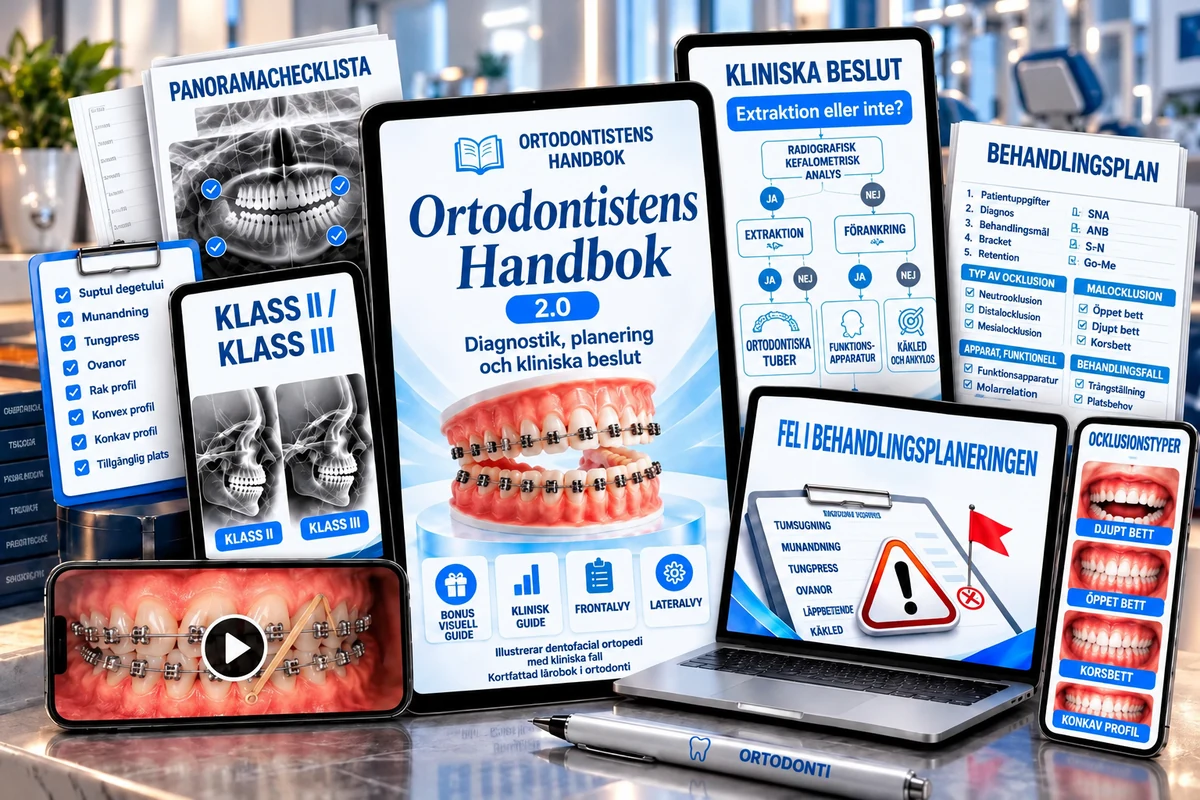 PANORAMACHECKLISTA
Suptul degetului
Munandning
Tungpress
Ovanor
Rak profil
Konvex profil
Konkav profil
Tillgänglig plats
KLASS II /
KLASS III
KLASS II
KLASS III
ORTODONTISTENS
HANDBOK
Ortodontistens
Handbok
2.0
Diagnostik, planering
och kliniska beslut
BONUS
VISUELL
GUIDE
KLINISK
GUIDE
FRONTALVY
LATERALVY
Illustrerar dentofacial ortopedi
med kliniska fall
Kortfattad lärobok i ortodonti
KLINISKA BESLUT
Extraktion eller inte?
RADIOGRAFISK
KEFALOMETRISK
ANALYS
JA
NEJ
EXTRAKTION
FÖRANKRING
JA
NEJ
JA
NEJ
ORTODONTISKA
TUBER
FUNKTIONS-
APPARATUR
KÄKLED
OCH ANKYLOS
BEHANDLINGSPLAN
1. Patientuppgifter
2. Diagnos
3. Behandlingsmål
4. Bracket
5. Retention
SNA
ANB
S-N
Go-Me
TYP AV OCKLUSION
Neutroocklusion
Distalocklusion
Mesialocklusion
MALOCKLUSION
Öppet bett
Djupt bett
Korsbett
APPARAT, FUNKTIONELL
Funktionsapparatur
Molarrelation
BEHANDLINGSFALL
Trångställning
Platsbehov
FEL I BEHANDLINGSPLANERINGEN
TUMSUGNING
MUNANDNING
TUNGPRESS
OVANOR
LÄPPBETENDE
KÄKLED
OCKLUSIONSTYPER
DJUPT BETT
ÖPPET BETT
KORSBETT
KONKAV PROFIL
ORTODONTI